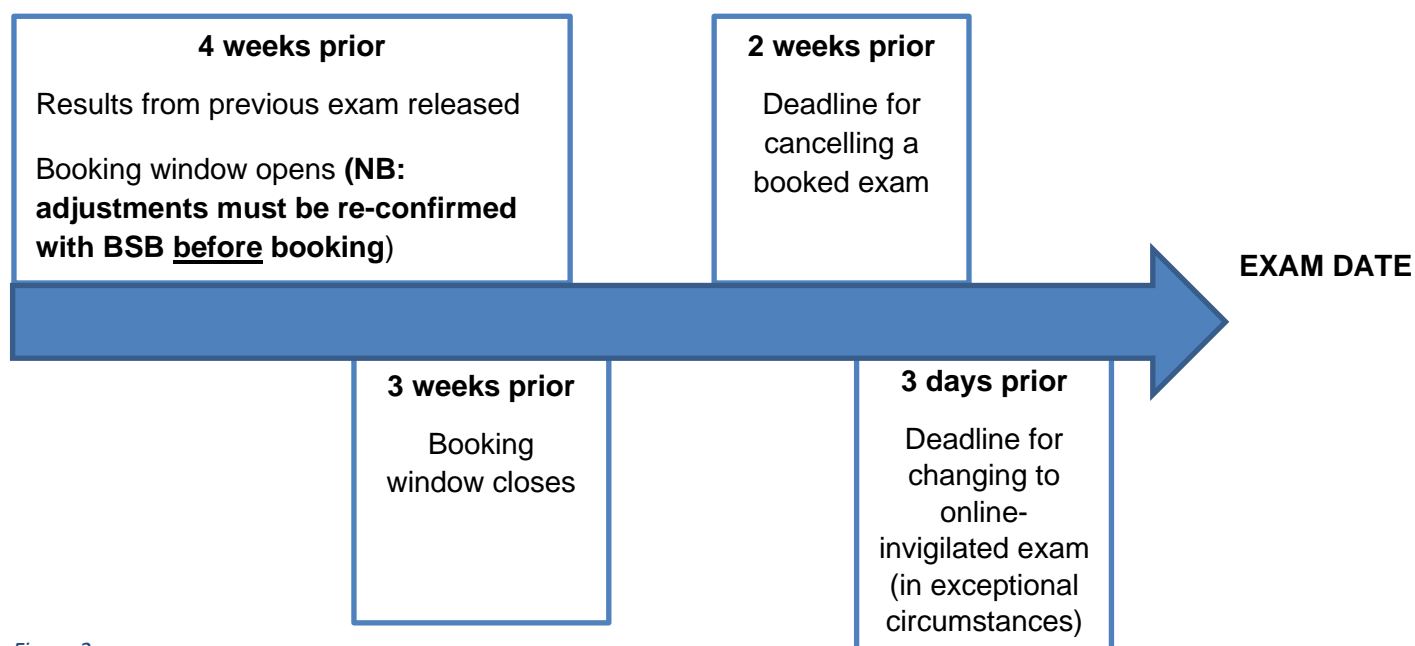 4 weeks prior
Results from previous exam released
Booking window opens (NB:
adjustments must be re-confirmed
with BSB before booking)
2 weeks prior
Deadline for
cancelling a
booked exam
EXAM DATE
3 weeks prior
Booking
window closes
3 days prior
Deadline for
changing to
online-
invigilated exam
(in exceptional
circumstances)